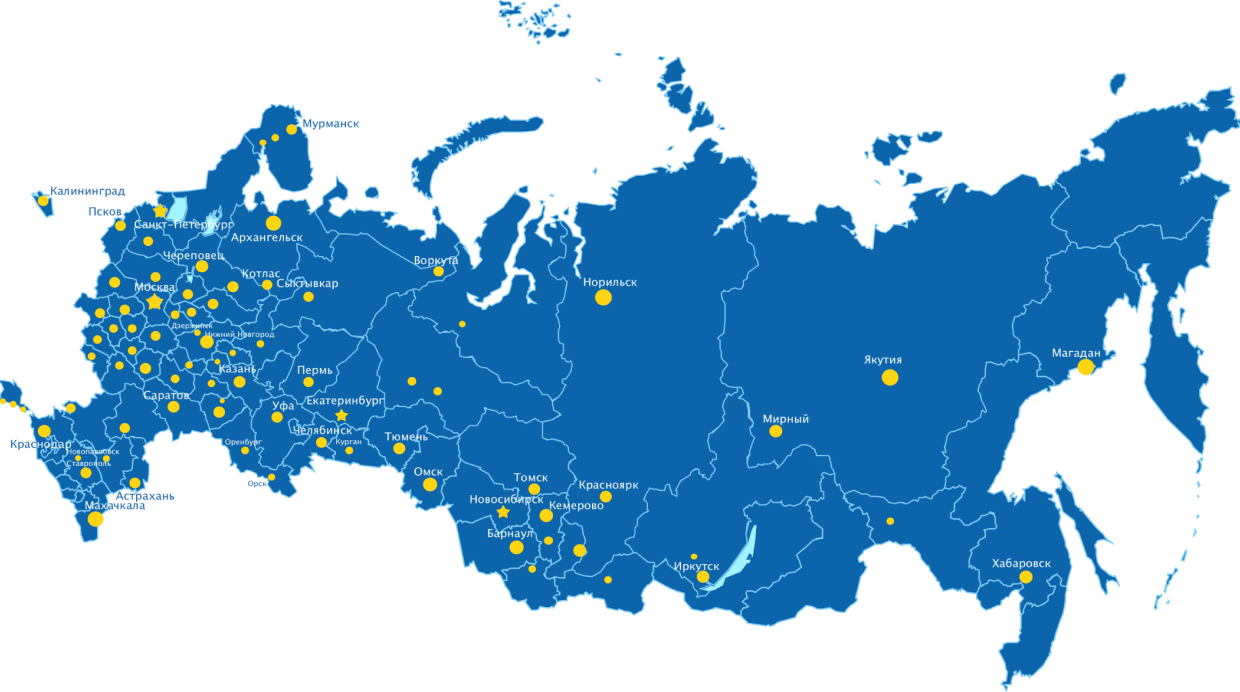 Мурманск
Калининград
Псков
Санкт-Петербург
Архангельск
Череповец
Воркута
Котлас
Сыктывкар
Москва
Норильск
Дзержинск
Нижний Новгород
Магадан
Якутия
Казань
Пермь
Саратов
Екатеринбург
Уфа
Мирный
Челябинск
Тюмень
Краснодар
Оренбург
Курган
Новопавловск
Ставрополь
Омск
Томск
Орск
Красноярк
Астрахань
Новосибирск
Махачкала
Кемерово
Барнаул
Иркутск
Хабаровск